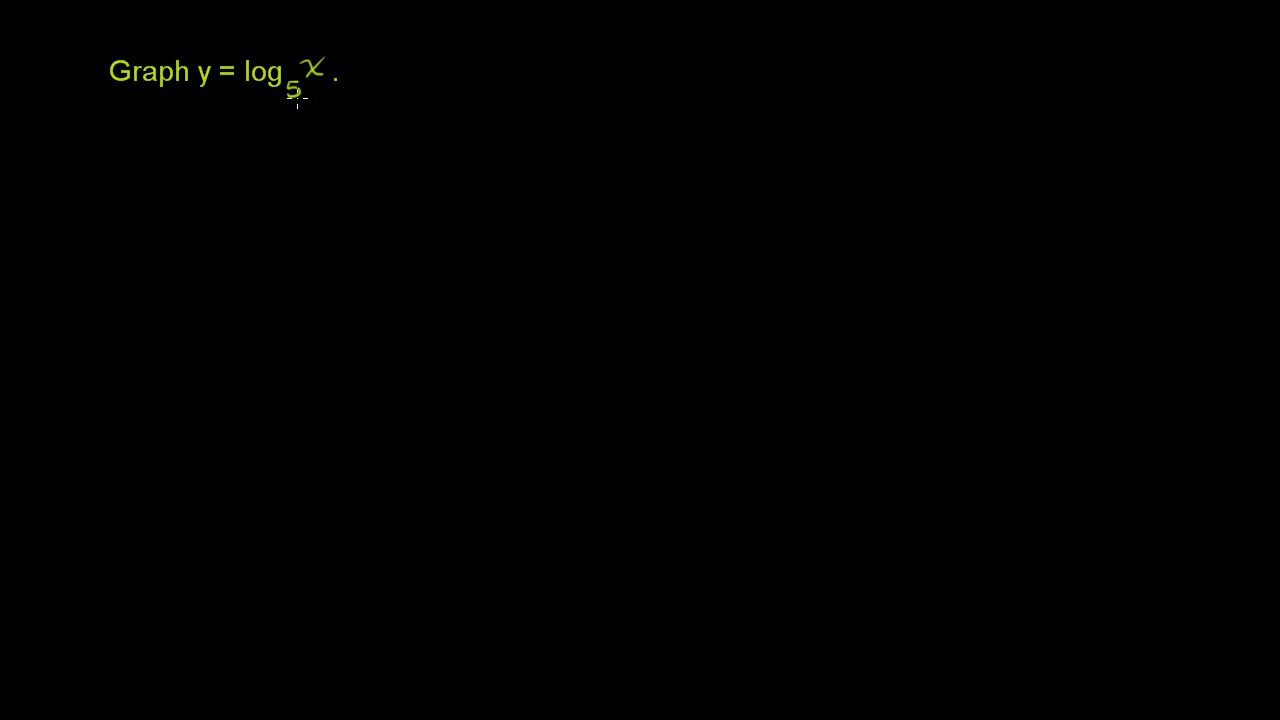 Graph y = log₅x.